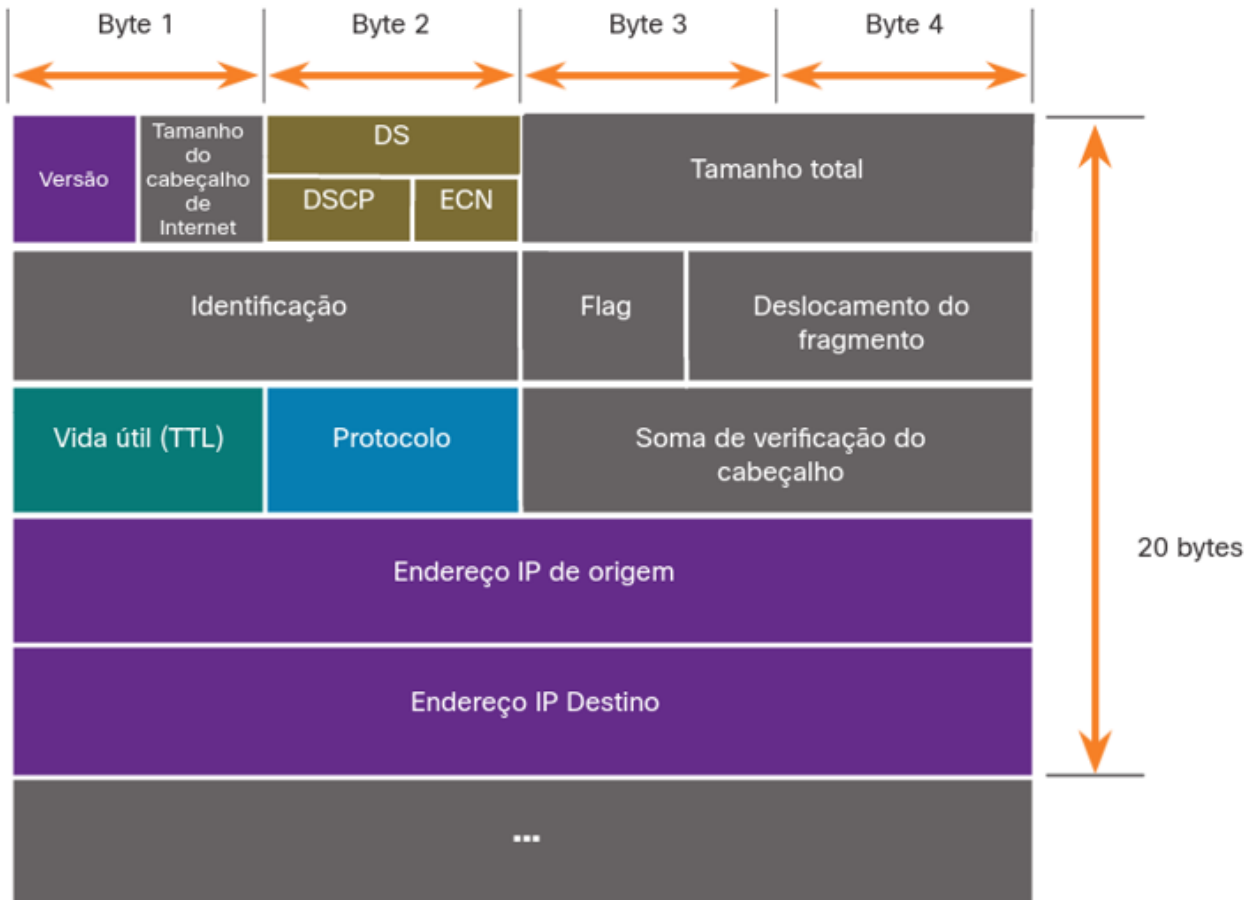 Byte 1
Byte 2
Byte 3
Byte 4
Versão
Tamanho
do
cabeçalho
de
Internet
DS
DSCP
ECN
Tamanho total
Identificação
Flag
Deslocamento do
fragmento
Vida útil (TTL)
Protocolo
Soma de verificação do
cabeçalho
Endereço IP de origem
Endereço IP Destino
...
20 bytes